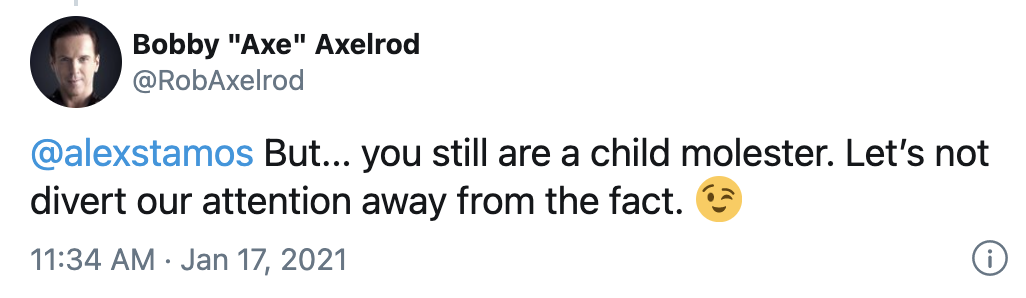 Bobby "Axe" Axelrod
@RobAxelrod
@alexstamos But... you still are a child molester. Let’s not
divert our attention away from the fact. 😉
11:34 AM · Jan 17, 2021